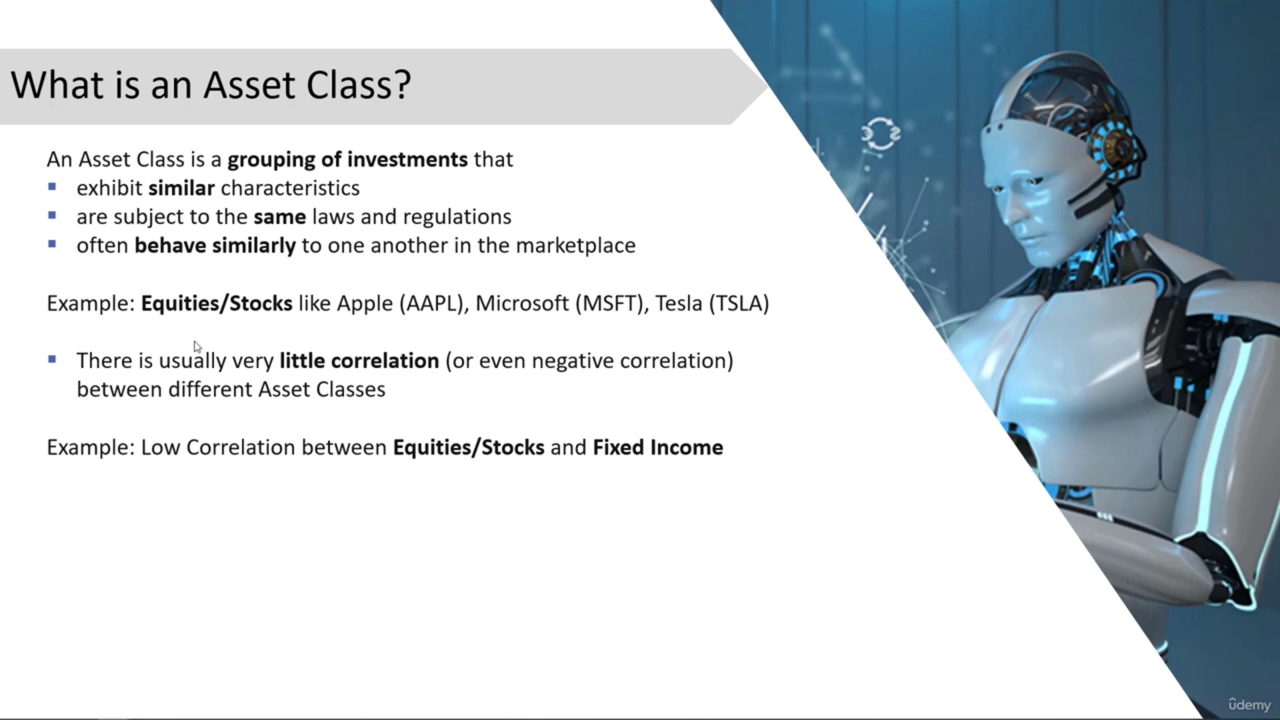 What is an Asset Class?
An Asset Class is a grouping of investments that
▪ exhibit similar characteristics
▪ are subject to the same laws and regulations
▪ often behave similarly to one another in the marketplace
Example: Equities/Stocks like Apple (AAPL), Microsoft (MSFT), Tesla (TSLA)
▪ There is usually very little correlation (or even negative correlation)
between different Asset Classes
Example: Low Correlation between Equities/Stocks and Fixed Income
ûdemy